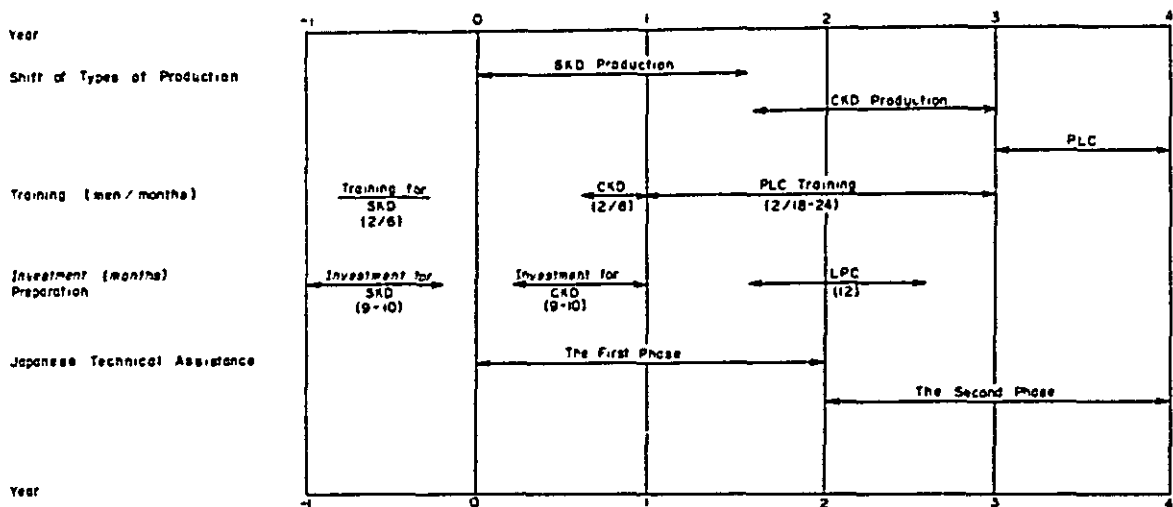 -1 0 1 2 3 4
Year
SKD Production
Shift of Types of Production
CKD Production
PLC
Training for
SKD
(2/6)
CKD
(2/6)
PLC Training
(2/18-24)
Training (men/months)
Investment for
SKD
(9-10)
Investment for
CKD
(9-10)
LPC
(12)
Investment (months)
Preparation
The First Phase
Japanese Technical Assistance
The Second Phase
Year
-1 0 1 2 3 4